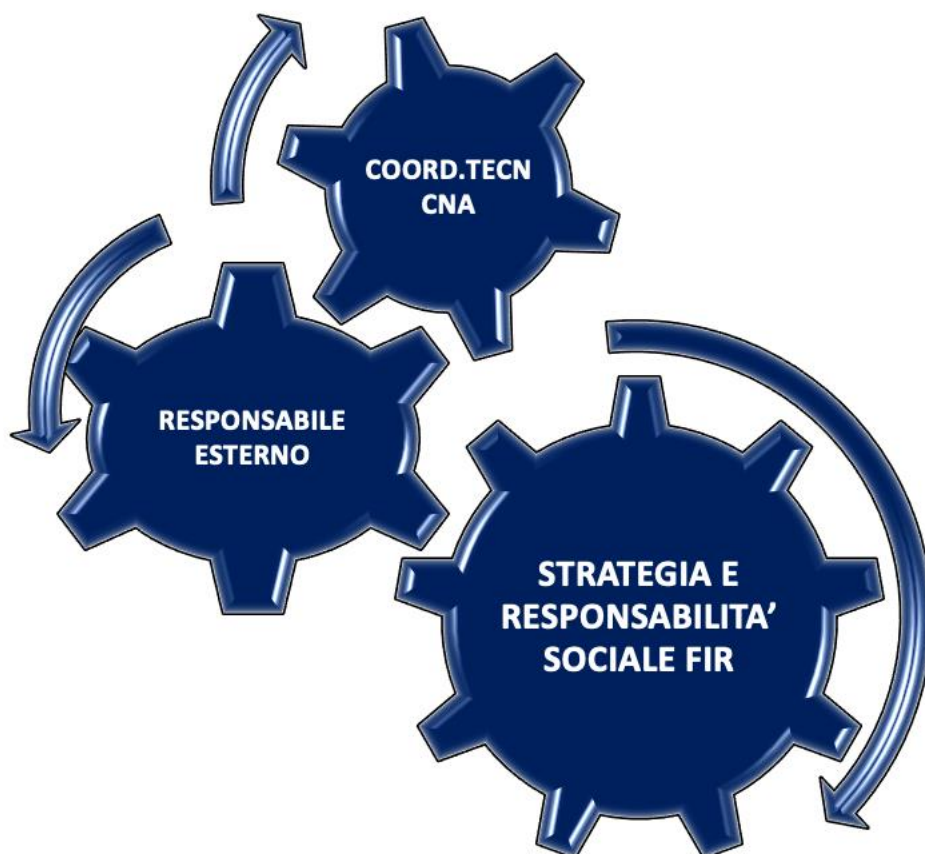 COORD.TECN
CNA
RESPONSABILE
ESTERNO
STRATEGIA E
RESPONSABILITA’
SOCIALE FIR